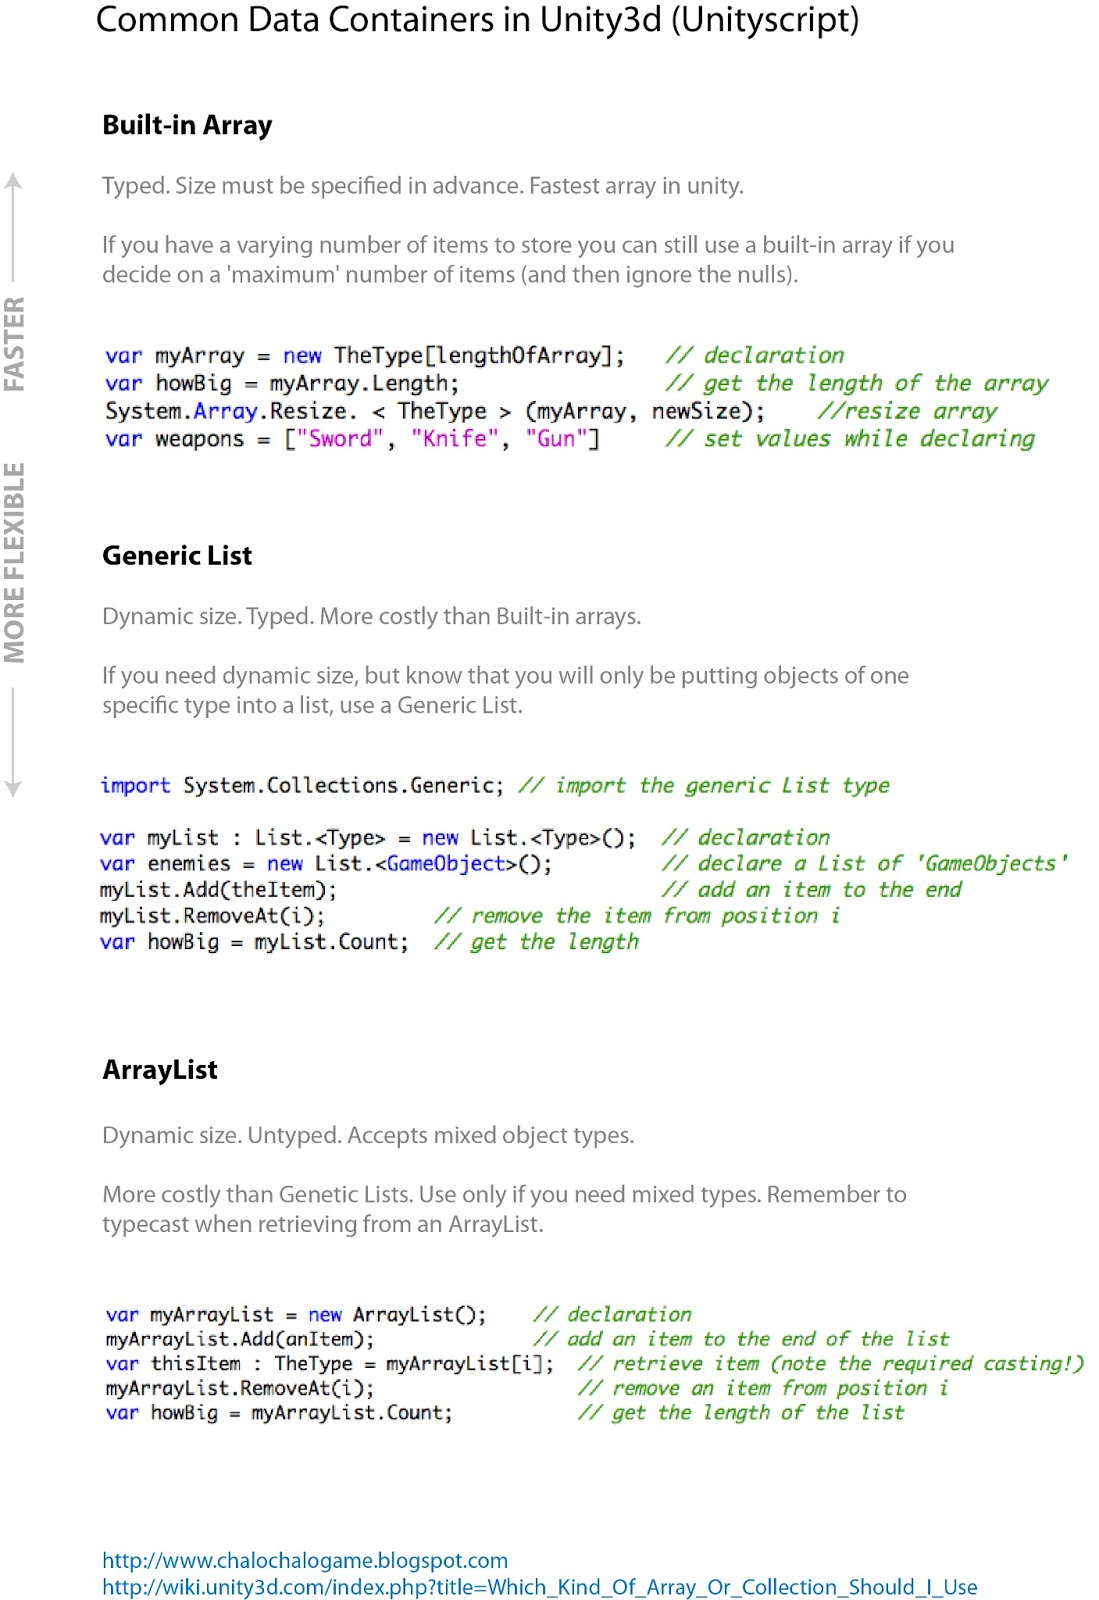 Common Data Containers in Unity3d (Unityscript)
Built-in Array
Typed. Size must be specified in advance. Fastest array in unity.
If you have a varying number of items to store you can still use a built-in array if you
decide on a 'maximum' number of items (and then ignore the nulls).
FASTER
MORE FLEXIBLE
var myArray = new TheType[lengthOfArray];   // declaration
var howBig = myArray.Length;   // get the length of the array
System.Array.Resize. < TheType > (myArray, newSize);   //resize array
var weapons = ["Sword", "Knife", "Gun"]   // set values while declaring
Generic List
Dynamic size. Typed. More costly than Built-in arrays.
If you need dynamic size, but know that you will only be putting objects of one
specific type into a list, use a Generic List.
import System.Collections.Generic; // import the generic List type
var myList : List.<Type> = new List.<Type>();  // declaration
var enemies = new List.<GameObject>();   // declare a List of 'GameObjects'
myList.Add(theItem);   // add an item to the end
myList.RemoveAt(i);   // remove the item from position i
var howBig = myList.Count;  // get the length
ArrayList
Dynamic size. Untyped. Accepts mixed object types.
More costly than Genetic Lists. Use only if you need mixed types. Remember to
typecast when retrieving from an ArrayList.
var myArrayList = new ArrayList();   // declaration
myArrayList.Add(anItem);   // add an item to the end of the list
var thisItem : TheType = myArrayList[i];  // retrieve item (note the required casting!)
myArrayList.RemoveAt(i);   // remove an item from position i
var howBig = myArrayList.Count;   // get the length of the list
http://www.chalochalogame.blogspot.com
http://wiki.unity3d.com/index.php?title=Which_Kind_Of_Array_Or_Collection_Should_I_Use